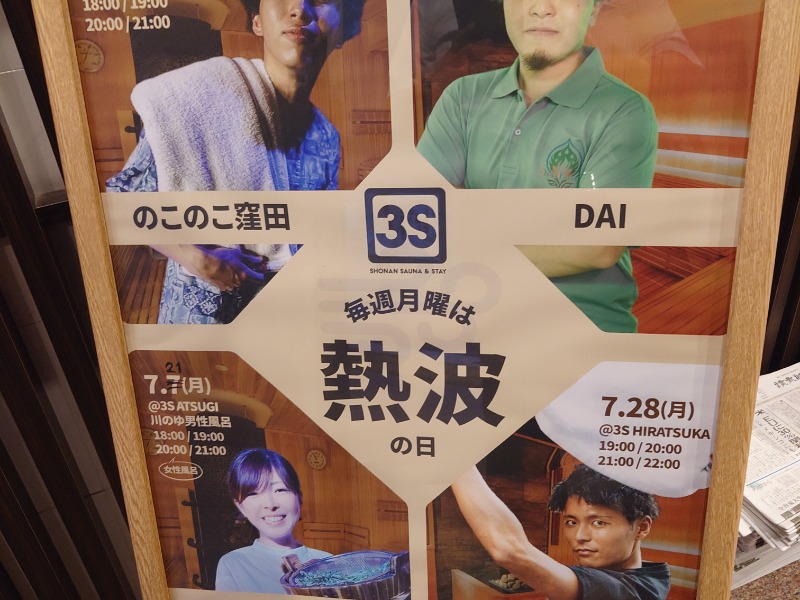 18:00 / 19:00
20:00 / 21:00
のこのこ窪田
3S
SHONAN SAUNA & STAY
DAI
毎週月曜は
熱波
の日
21
7.7(月)
@3S ATSUGI
川のゆ男性風呂
18:00 / 19:00
20:00 / 21:00
女性風呂
7.28(月)
@3S HIRATSUKA
19:00 / 20:00
21:00 / 22:00